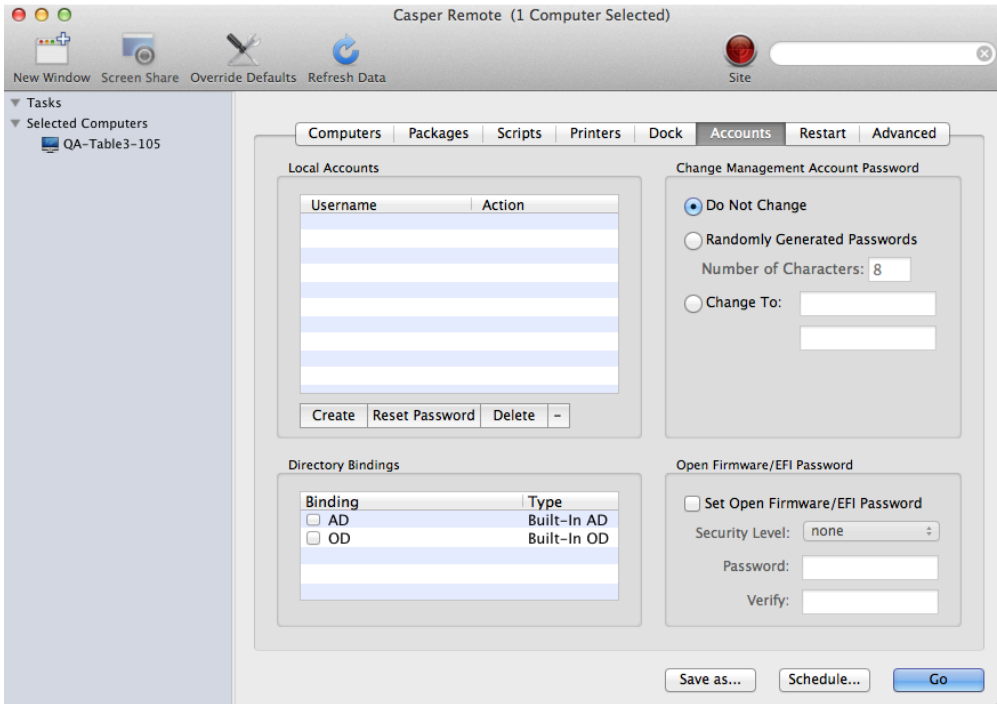 Casper Remote (1 Computer Selected)
New Window Screen Share Override Defaults Refresh Data Site
Tasks
Selected Computers
QA-Table3-105
Computers Packages Scripts Printers Dock Accounts Restart Advanced
Local Accounts
Username Action
Create Reset Password Delete -
Change Management Account Password
Do Not Change
Randomly Generated Passwords
Number of Characters: 8
Change To:
Directory Bindings
Binding Type
AD Built-In AD
OD Built-In OD
Open Firmware/EFI Password
Set Open Firmware/EFI Password
Security Level: none
Password:
Verify:
Save as... Schedule... Go